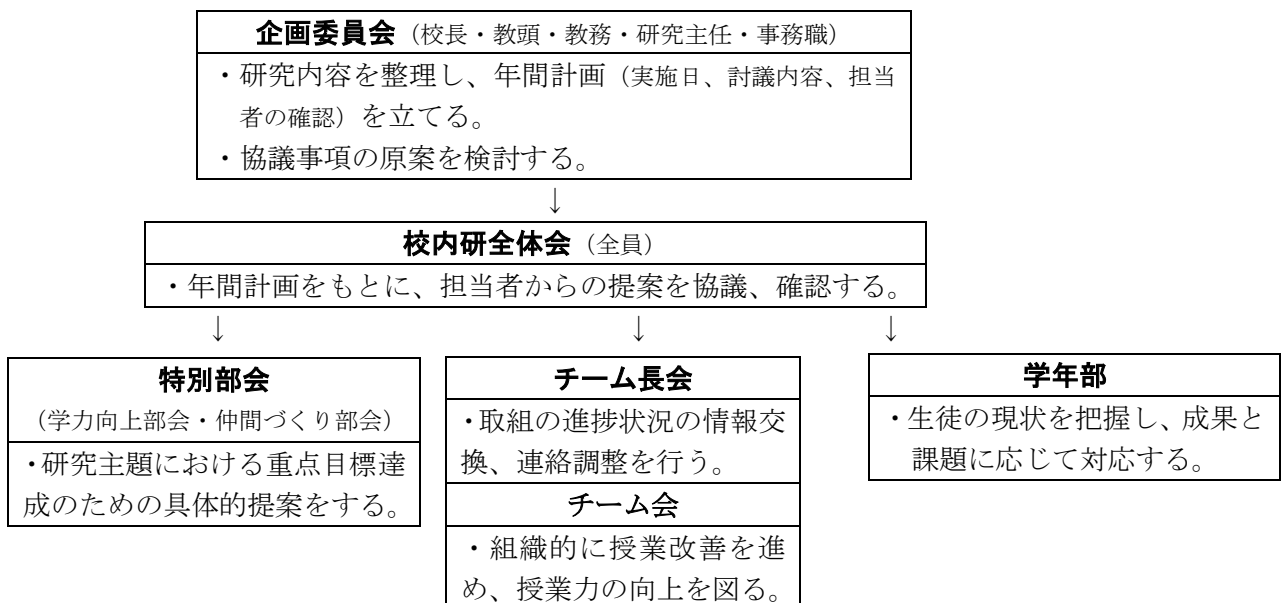 企画委員会（校長・教頭・教務・研究主任・事務職）
・研究内容を整理し、年間計画（実施日、討議内容、担当
者の確認）を立てる。
・協議事項の原案を検討する。
↓
校内研全体会（全員）
・年間計画をもとに、担当者からの提案を協議、確認する。
↓ ↓ ↓
特別部会
（学力向上部会・仲間づくり部会）
・研究主題における重点目標達
成のための具体的提案をする。
チーム長会
・取組の進捗状況の情報交
換、連絡調整を行う。
チーム会
・組織的に授業改善を進
め、授業力の向上を図る。
学年部
・生徒の現状を把握し、成果と
課題に応じて対応する。